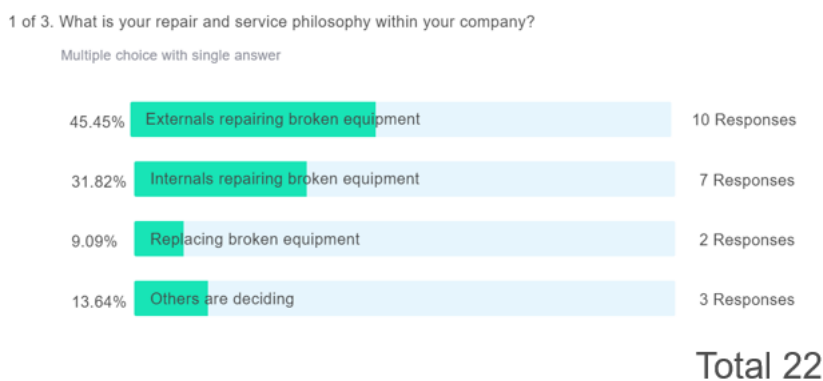 1 of 3. What is your repair and service philosophy within your company?
Multiple choice with single answer
45.45% Externals repairing broken equipment 10 Responses
31.82% Internals repairing broken equipment 7 Responses
9.09% Replacing broken equipment 2 Responses
13.64% Others are deciding 3 Responses
Total 22